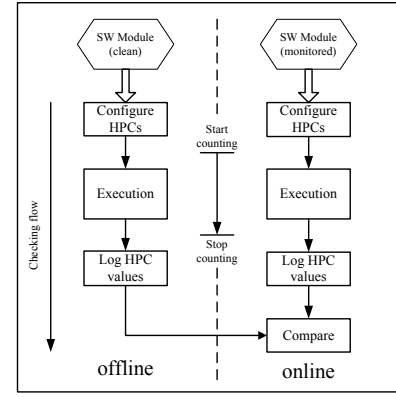 SW Module
(clean)
SW Module
(monitored)
Configure
HPCs
Start
counting
Configure
HPCs
Checking flow
Execution
Execution
Stop
counting
Log HPC
values
Log HPC
values
Compare
offline
online